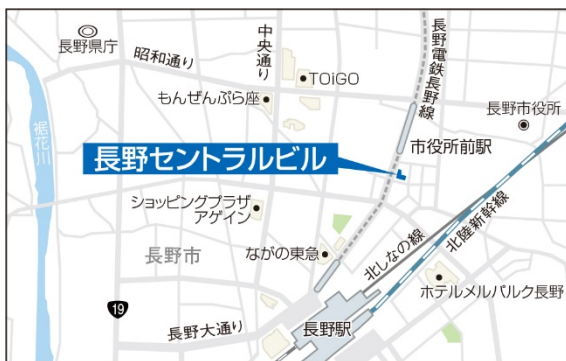 長野県庁
昭和通り
中央通り
長野電鉄長野線
TOiGO
もんぜんぷら座
長野市役所
裾花川
市役所前駅
長野セントラルビル
ショッピングプラザ
アゲイン
北しなの線
北陸新幹線
長野市
ながの東急
ホテルメルパルク長野
19
長野大通り
長野駅